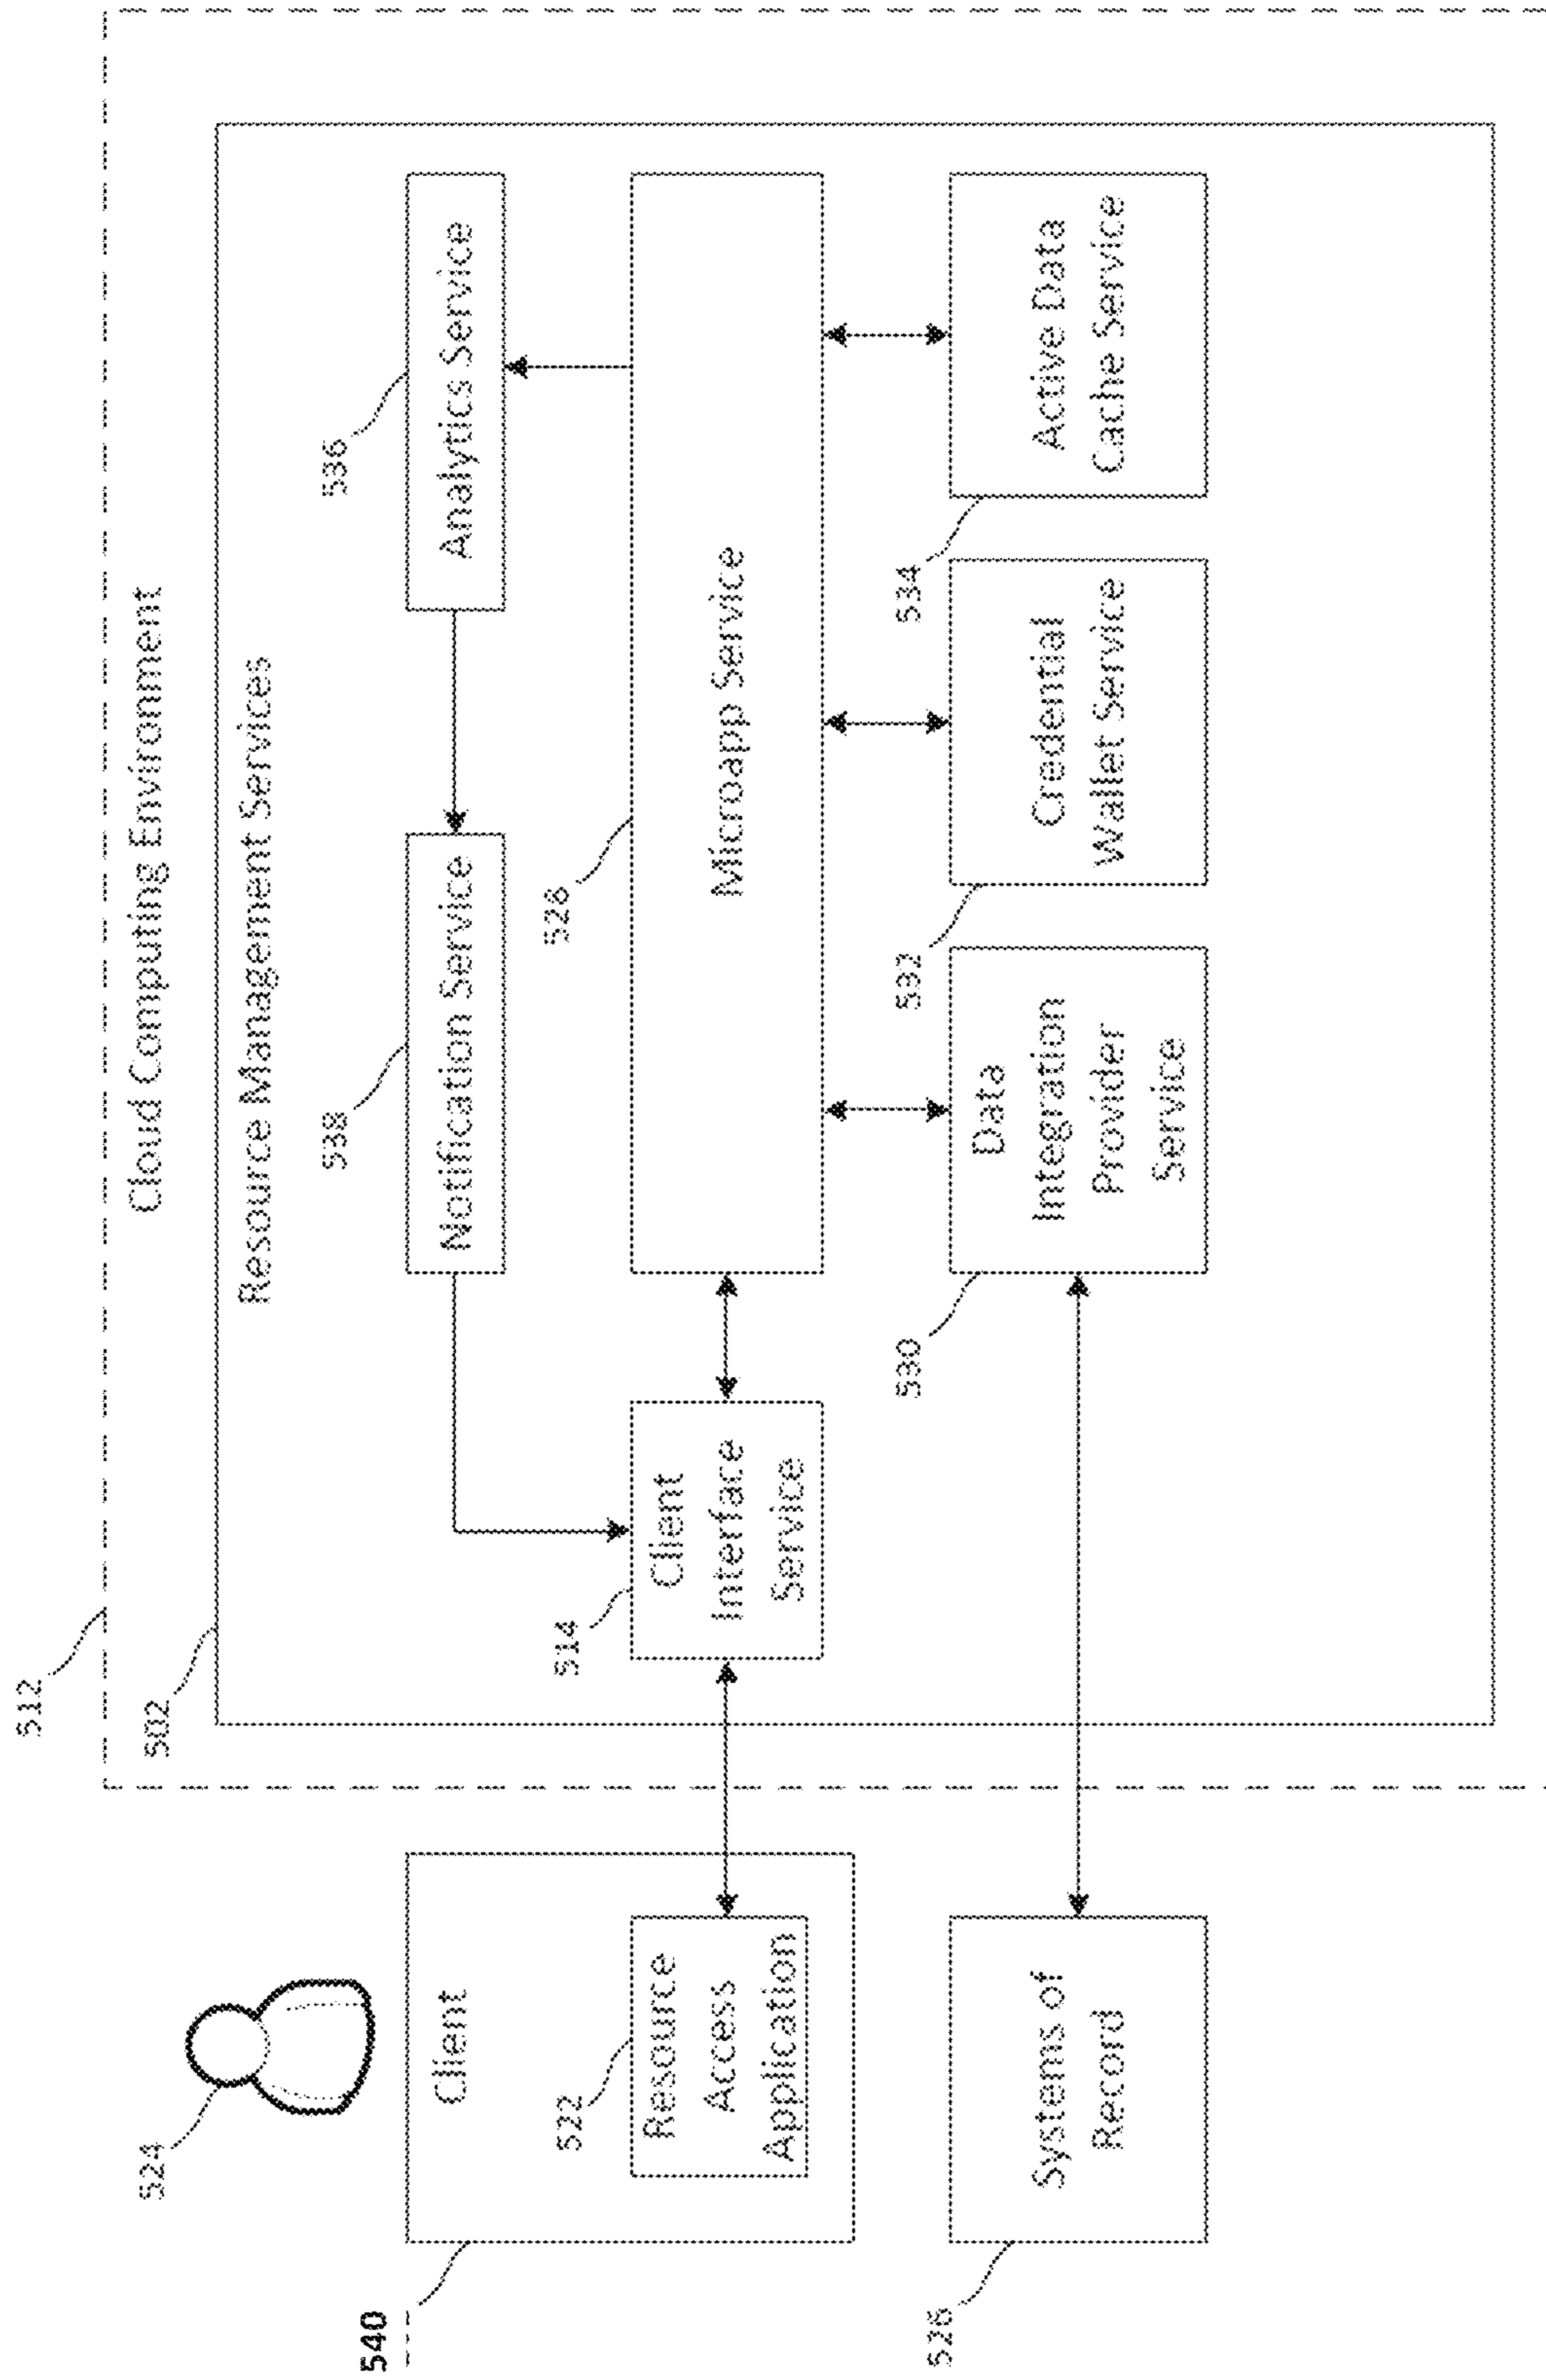 512
Cloud Computing Environment
502
Resource Management Services
524
540
Client
538
Notification Service
536
Analytics Service
522
Resource
Access
Application
514
Client
Interface
Service
528
Microapp Service
526
Systems of
Record
530
Data
Integration
Provider
Service
532
Credential
Wallet Service
534
Active Data
Cache Service